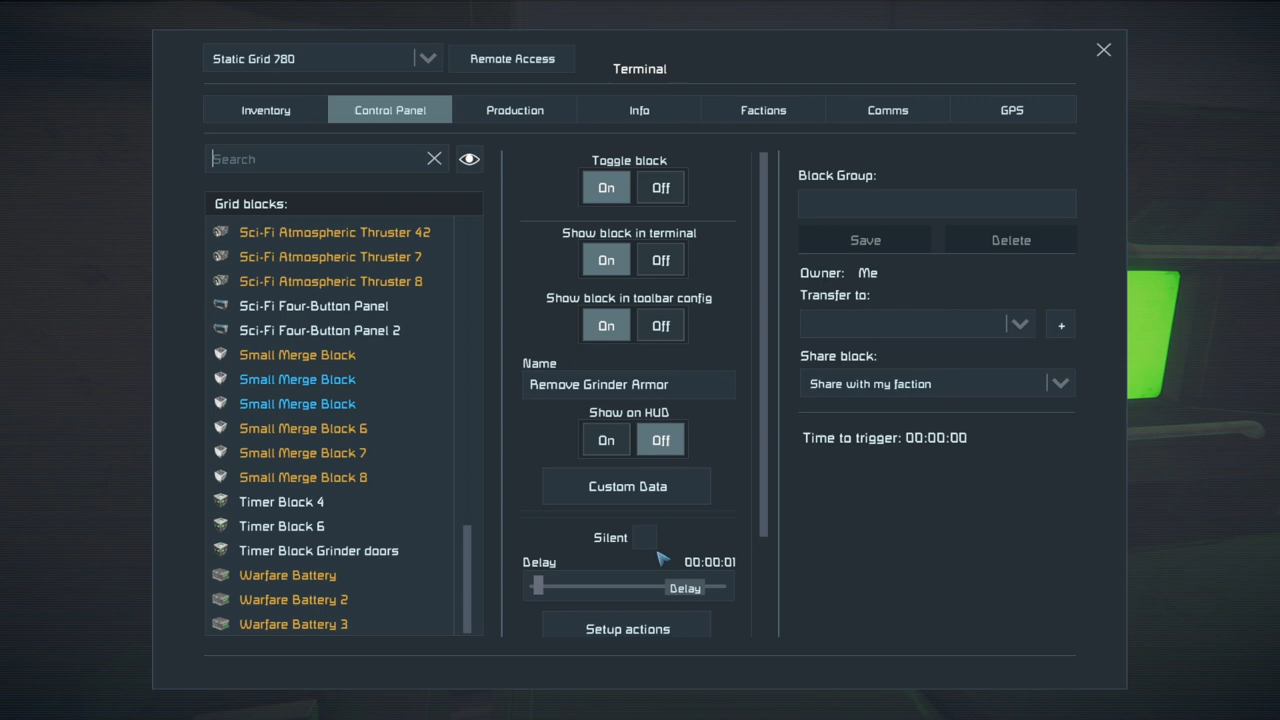 Static Grid 780
Remote Access
Terminal
Inventory
Control Panel
Production
Info
Factions
Comms
GPS
Search
Grid blocks:
Sci-Fi Atmospheric Thruster 42
Sci-Fi Atmospheric Thruster 7
Sci-Fi Atmospheric Thruster 8
Sci-Fi Four-Button Panel
Sci-Fi Four-Button Panel 2
Small Merge Block
Small Merge Block
Small Merge Block
Small Merge Block 6
Small Merge Block 7
Small Merge Block 8
Timer Block 4
Timer Block 6
Timer Block Grinder doors
Warfare Battery
Warfare Battery 2
Warfare Battery 3
Toggle block
On Off
Show block in terminal
On Off
Show block in toolbar config
On Off
Name
Remove Grinder Armor
Show on HUD
On Off
Custom Data
Silent
Delay 00:00:01
Delay
Setup actions
Block Group:
Save Delete
Owner: Me
Transfer to:
+
Share block:
Share with my faction
Time to trigger: 00:00:00